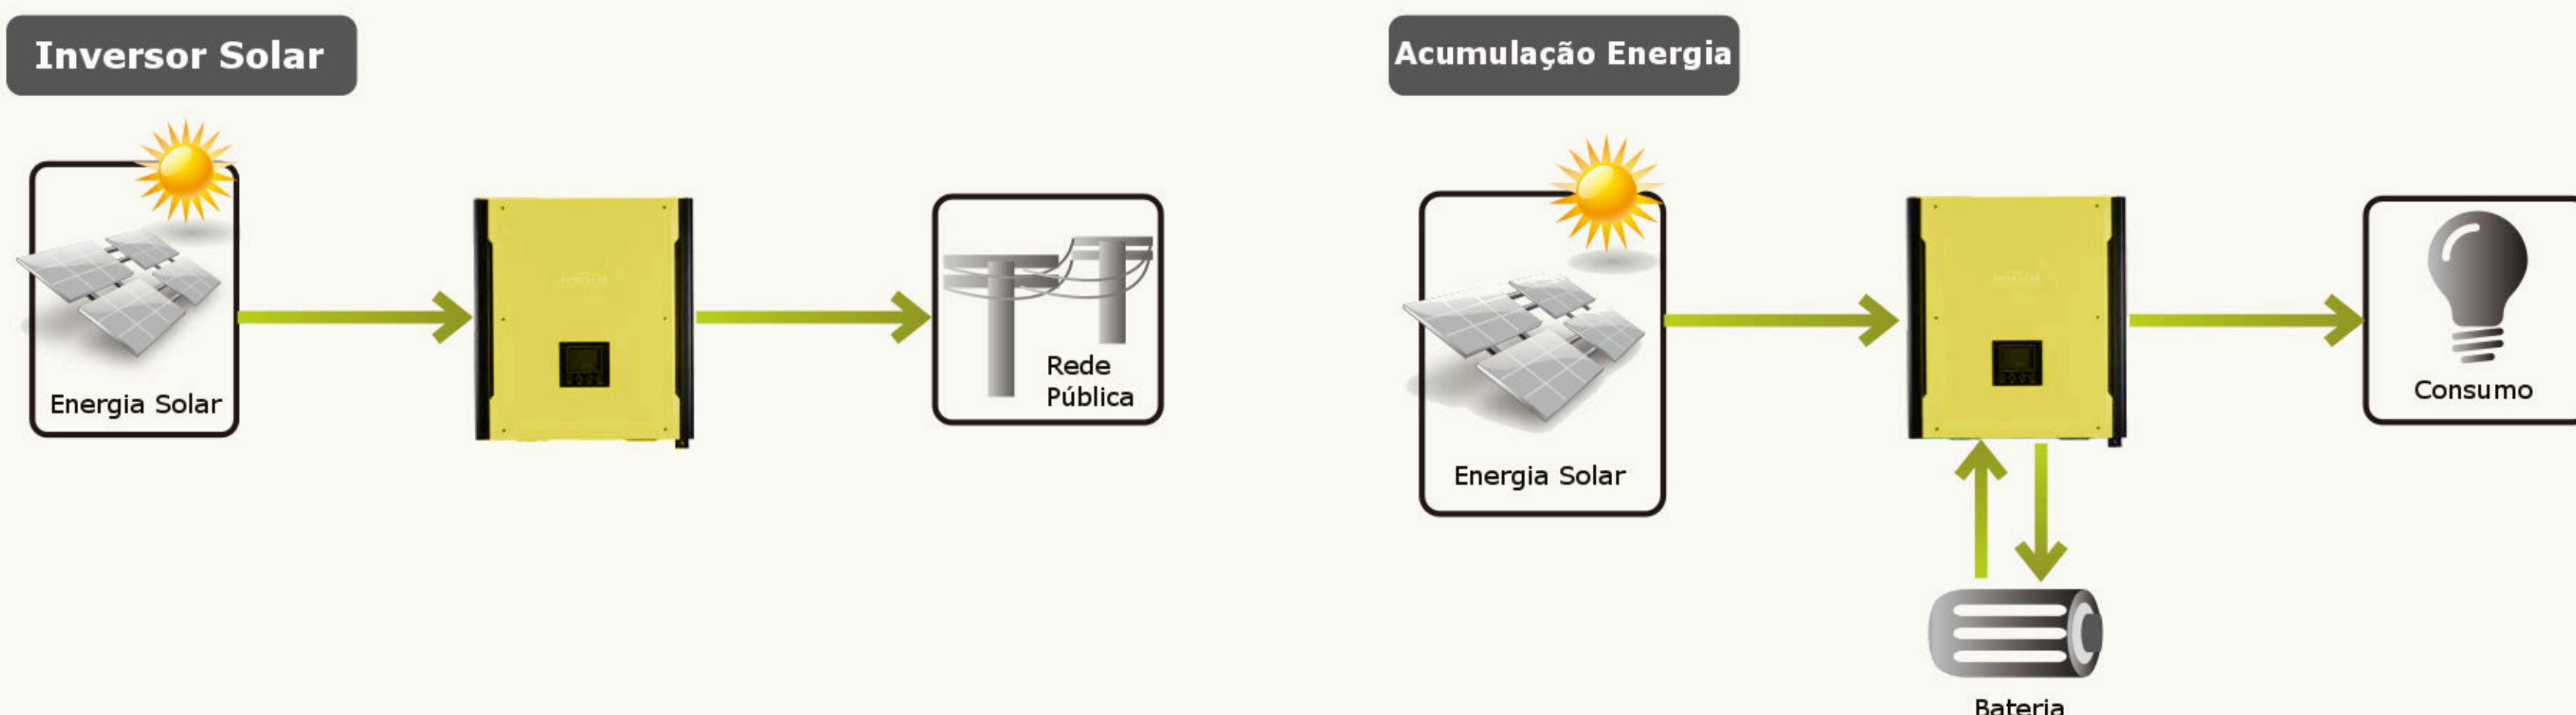 Inversor Solar
Energia Solar
Rede
Pública
Acumulação Energia
Energia Solar
Consumo
Bateria